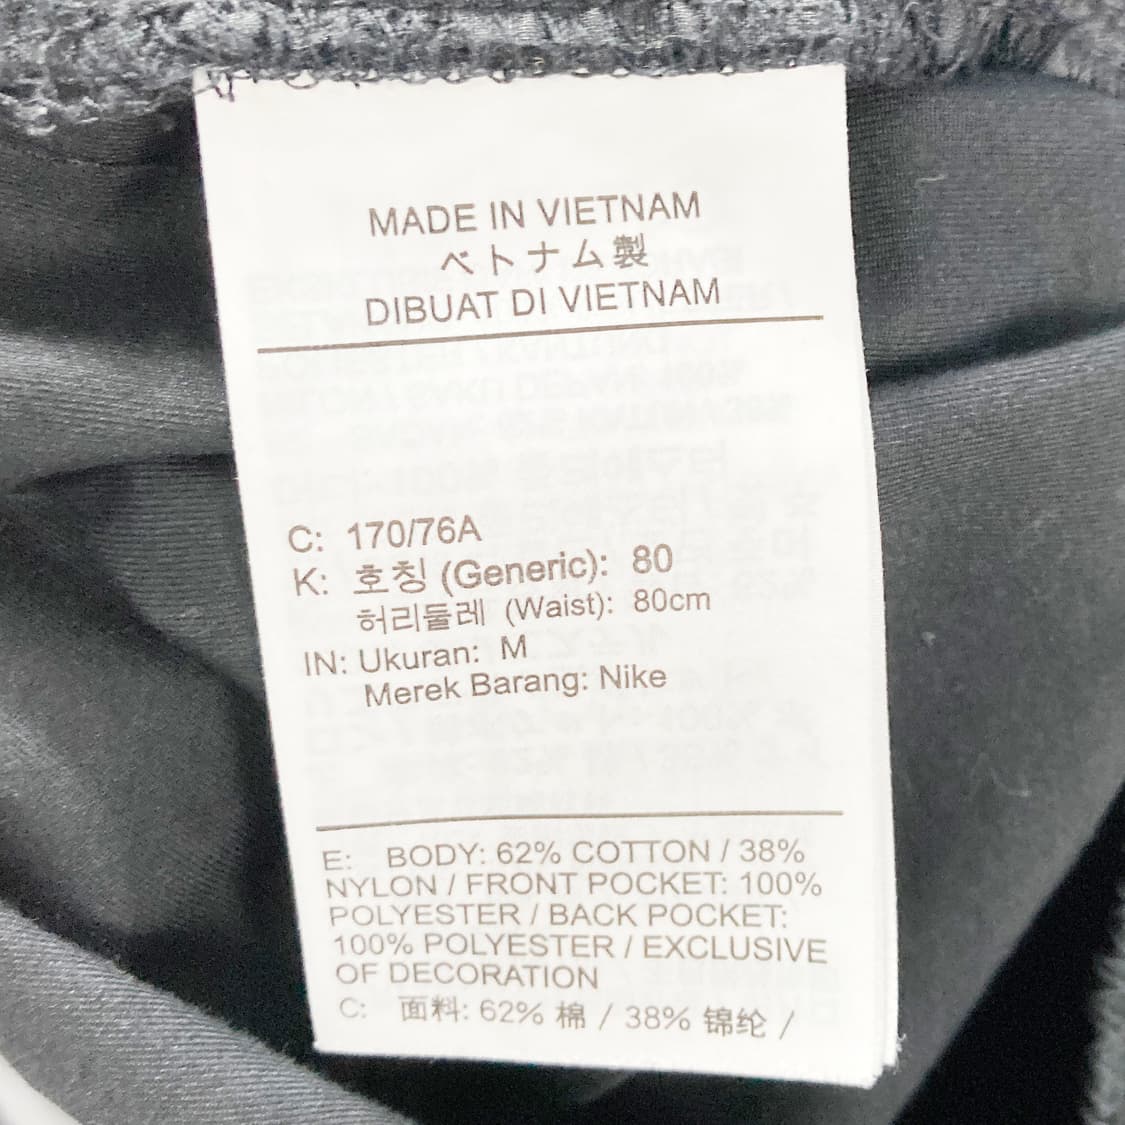 MADE IN VIETNAM
ベトナム製
DIBUAT DI VIETNAM
C: 170/76A
K: 호칭 (Generic): 80
허리둘레 (Waist): 80cm
IN: Ukuran: M
Merek Barang: Nike
E: BODY: 62% COTTON / 38%
NYLON / FRONT POCKET: 100%
POLYESTER / BACK POCKET:
100% POLYESTER / EXCLUSIVE
OF DECORATION
C: 面料: 62% 棉 / 38% 锦纶 /